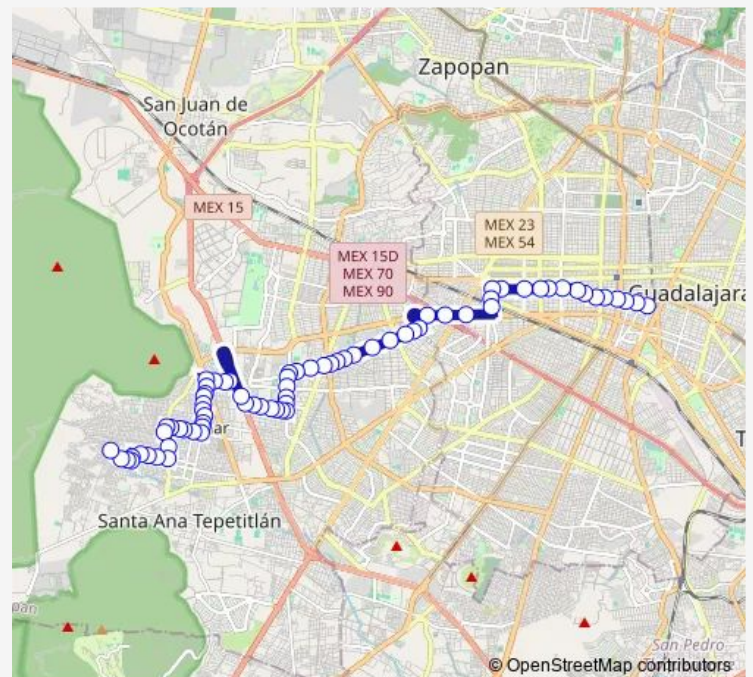 Zapopan
San Juan de
Ocotán
MEX 15
MEX 23
MEX 54
MEX 15D
MEX 70
MEX 90
Guadalajara
ar
T
Santa Ana Tepetitlán
San Pedro
© OpenStreetMap contributors